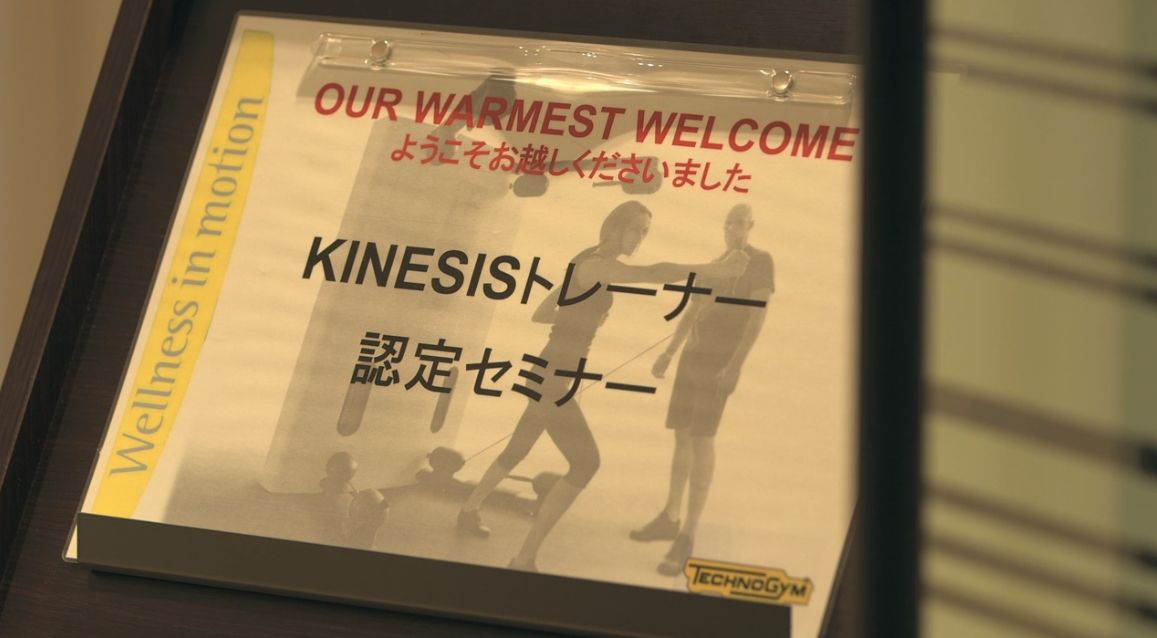 OUR WARMEST WELCOME
ようこそお越しくださいました
KINESISトレーナー
認定セミナー
Wellness in motion
TECHNOGYM